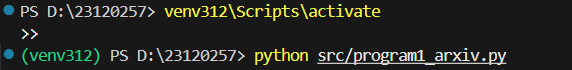 PS D:\23120257> venv312\Scripts\activate
>>
(venv312) PS D:\23120257> python src/program1_arxiv.py